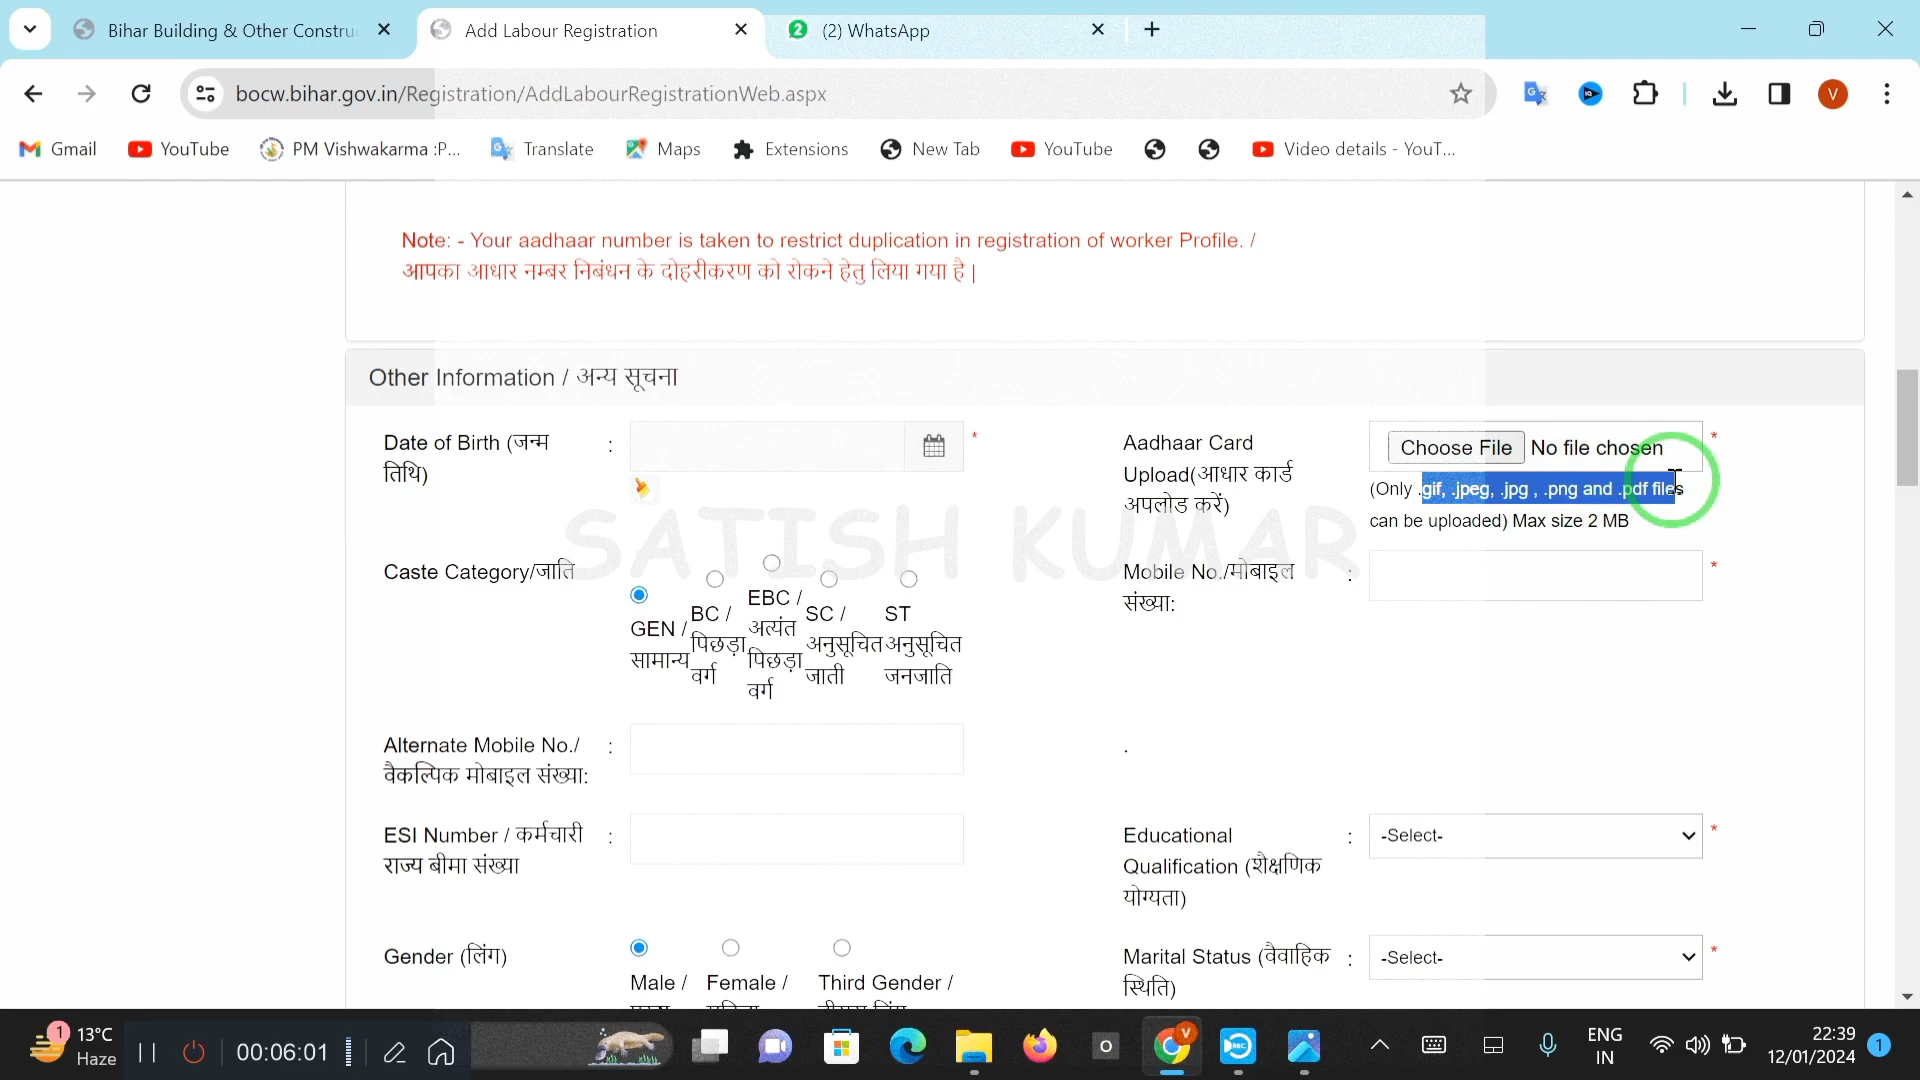 Bihar Building & Other Constru
Add Labour Registration
(2) WhatsApp
bocw.bihar.gov.in/Registration/AddLabourRegistrationWeb.aspx
V
Gmail
YouTube
PM Vishwakarma :P...
Translate
Maps
Extensions
New Tab
YouTube
Video details - YouT...
Note: - Your aadhaar number is taken to restrict duplication in registration of worker Profile. /
आपका आधार नम्बर निबंधन के दोहरीकरण को रोकने हेतु लिया गया है |
Other Information / अन्य सूचना
Date of Birth (जन्म
तिथि)
:
*
Aadhaar Card
Upload(आधार कार्ड
अपलोड करें)
Choose File No file chosen
*
(Only .gif, .jpeg, .jpg , .png and .pdf files
can be uploaded) Max size 2 MB
SATISH KUMAR
Caste Category/जाति
GEN /
सामान्य
BC /
पिछड़ा
वर्ग
EBC /
अत्यंत
पिछड़ा
वर्ग
SC /
अनुसूचित
जाती
ST
अनुसूचित
जनजाति
Mobile No./मोबाइल
संख्या:
:
*
Alternate Mobile No./
वैकल्पिक मोबाइल संख्या:
:
.
ESI Number / कर्मचारी
राज्य बीमा संख्या
:
Educational
Qualification (शैक्षणिक
योग्यता)
:
-Select-
*
Gender (लिंग)
Male /
Female /
Third Gender /
Marital Status (वैवाहिक
स्थिति)
:
-Select-
*
1
13°C
Haze
00:06:01
V
REC
ENG
IN
22:39
12/01/2024
1